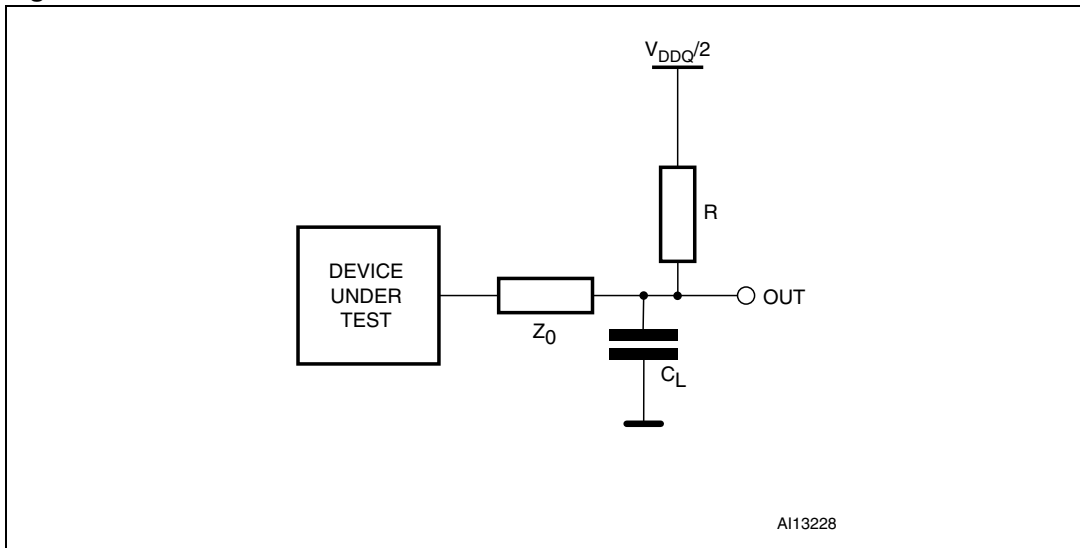 V_DDQ/2
R
DEVICE
UNDER
TEST
Z_0
OUT
C_L
AI13228